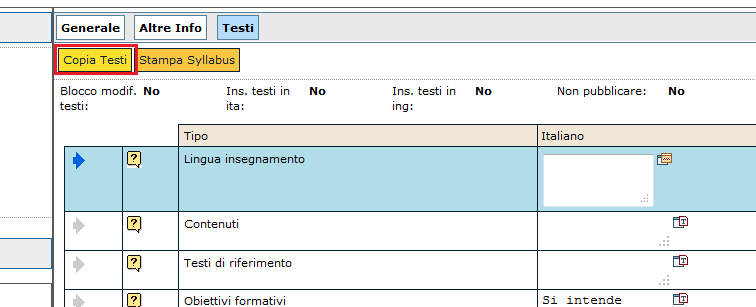 Generale Altre Info Testi
Copia Testi Stampa Syllabus
Blocco modif. testi: No Ins. testi in ita: No Ins. testi in ing: No Non pubblicare: No
Tipo Italiano
? Lingua insegnamento
? Contenuti T
? Testi di riferimento T
? Obiettivi formativi Si intende